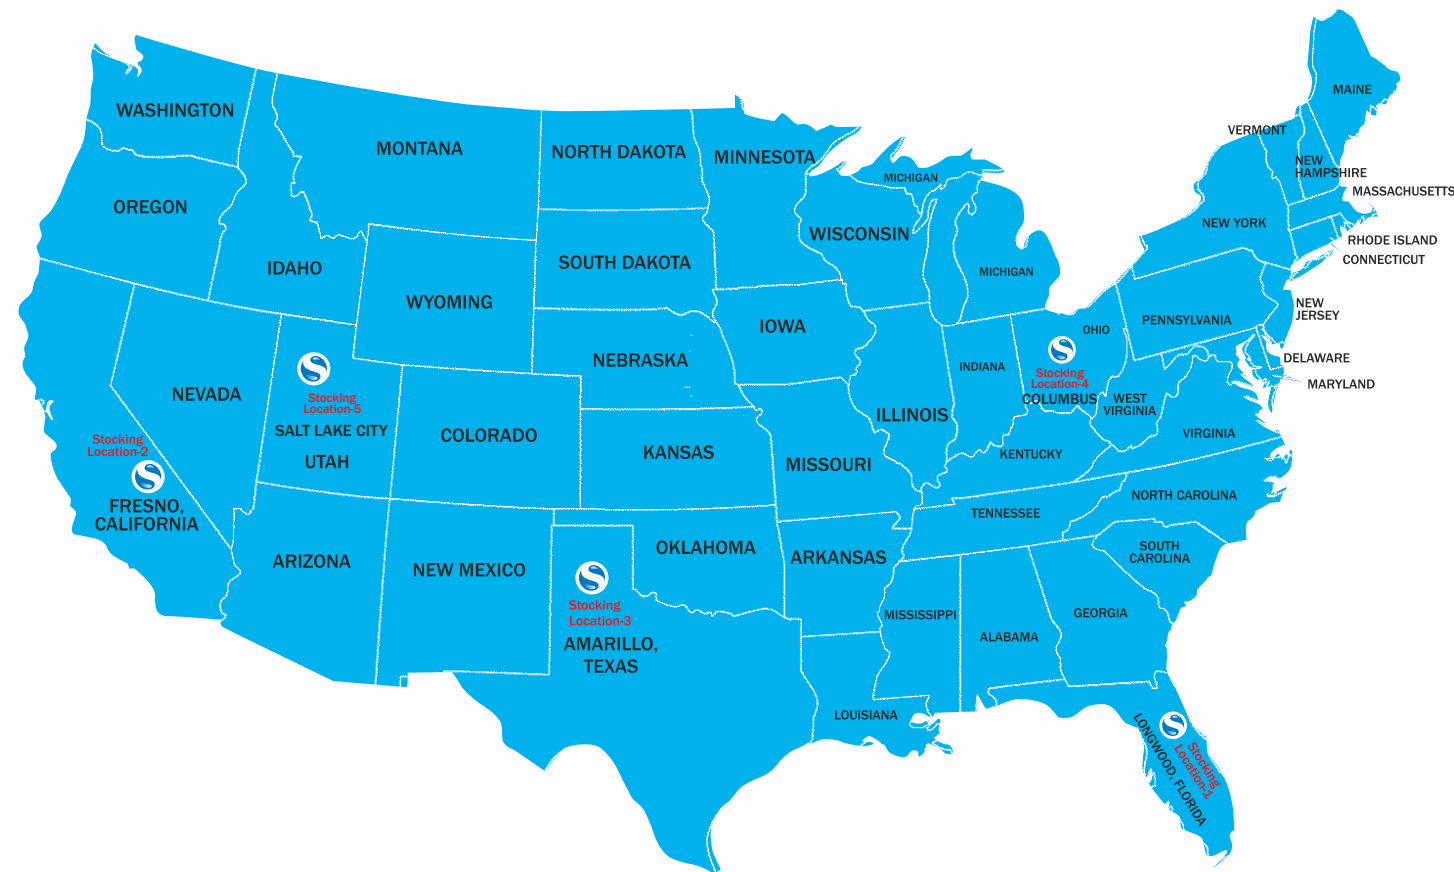 MAINE
WASHINGTON
VERMONT
MONTANA
NORTH DAKOTA
MINNESOTA
NEW
HAMPSHIRE
MICHIGAN
MASSACHUSETTS
OREGON
NEW YORK
WISCONSIN
RHODE ISLAND
CONNECTICUT
IDAHO
SOUTH DAKOTA
MICHIGAN
WYOMING
NEW
JERSEY
IOWA
OHIO
PENNSYLVANIA
NEBRASKA
DELAWARE
INDIANA
Stocking
Location-4
COLUMBUS
MARYLAND
NEVADA
Stocking
Location-5
SALT LAKE CITY
UTAH
WEST
VIRGINIA
ILLINOIS
COLORADO
VIRGINIA
Stocking
Location-2
FRESNO,
CALIFORNIA
KANSAS
KENTUCKY
MISSOURI
NORTH CAROLINA
TENNESSEE
OKLAHOMA
SOUTH
CAROLINA
ARKANSAS
ARIZONA
NEW MEXICO
Stocking
Location-3
AMARILLO,
TEXAS
MISSISSIPPI
GEORGIA
ALABAMA
LOUISIANA
Stocking
Location-1
LONGWOOD, FLORIDA